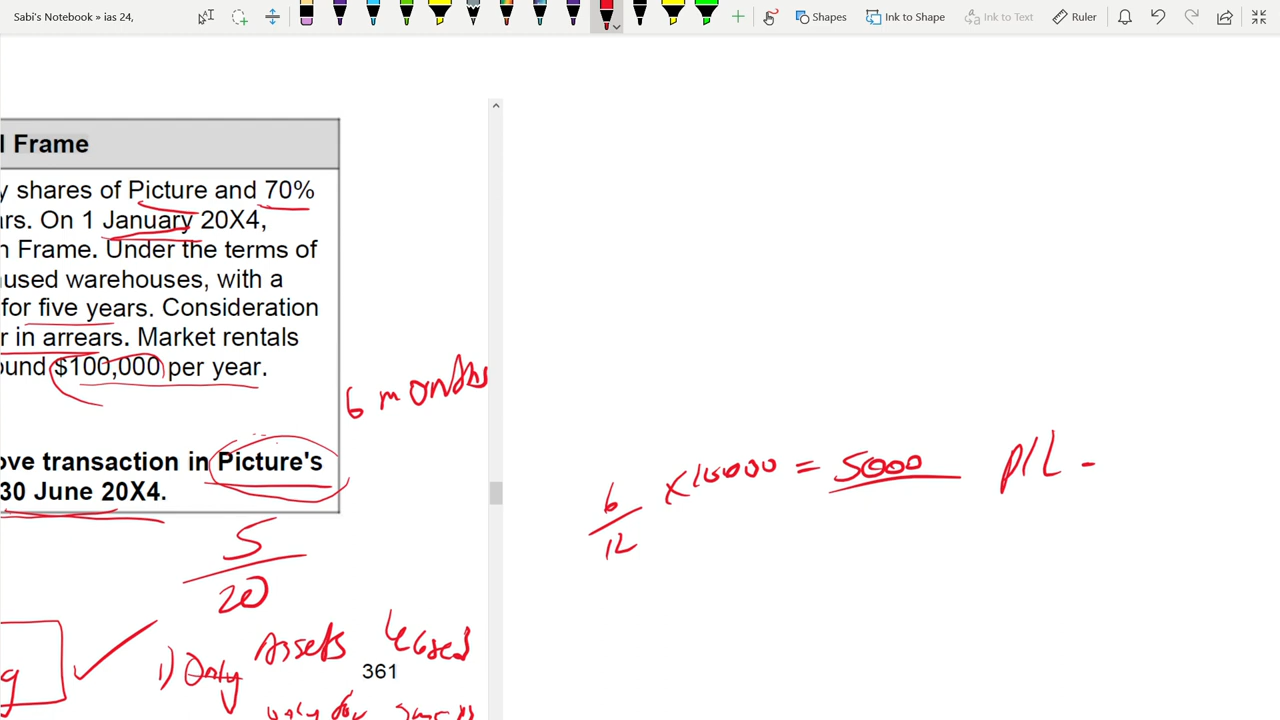 Sabi's Notebook » ias 24,
Shapes
Ink to Shape
Ink to Text
Ruler
l Frame
y shares of Picture and 70%
ars. On 1 January 20X4,
n Frame. Under the terms of
used warehouses, with a
for five years. Consideration
r in arrears. Market rentals
ound $100,000 per year.
6 months
ove transaction in Picture's
30 June 20X4.
6/12 x 10000 = 5000 P/L -
5
20
1) Only Assets leased
361
g
only for